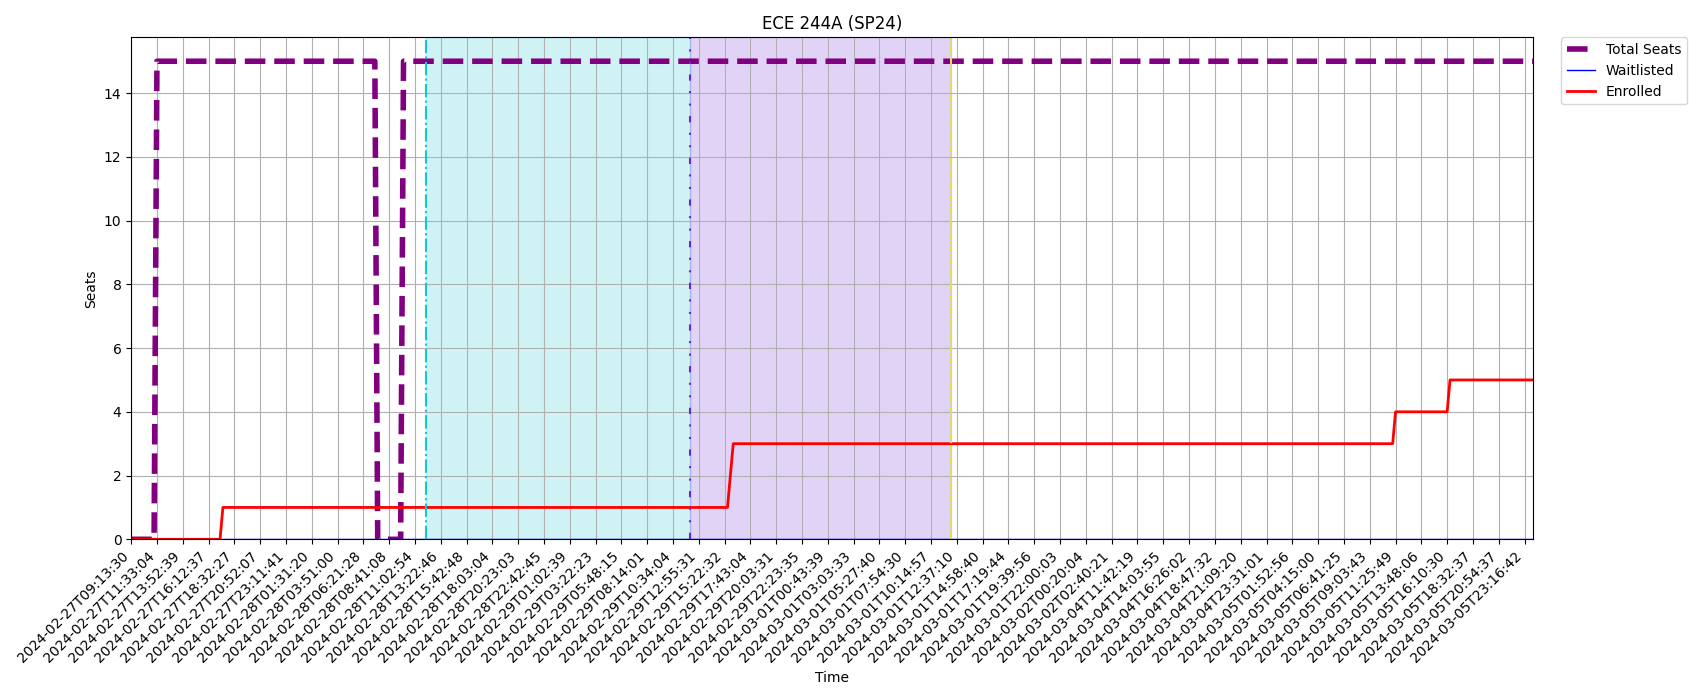 ECE 244A (SP24)
Total Seats
Waitlisted
Enrolled
Seats
14
12
10
8
6
4
2
0
2024-02-27T09:13:30
2024-02-27T11:33:04
2024-02-27T13:52:39
2024-02-27T16:12:37
2024-02-27T18:32:27
2024-02-27T20:52:07
2024-02-27T23:11:41
2024-02-28T01:31:20
2024-02-28T03:51:00
2024-02-28T06:21:28
2024-02-28T08:41:08
2024-02-28T11:02:54
2024-02-28T13:22:46
2024-02-28T15:42:48
2024-02-28T18:03:04
2024-02-28T20:23:03
2024-02-28T22:42:45
2024-02-29T01:02:39
2024-02-29T03:22:23
2024-02-29T05:48:15
2024-02-29T08:14:01
2024-02-29T10:34:04
2024-02-29T12:55:31
2024-02-29T15:22:32
2024-02-29T17:43:04
2024-02-29T20:03:31
2024-02-29T22:23:35
2024-03-01T00:43:39
2024-03-01T03:03:33
2024-03-01T05:27:40
2024-03-01T07:54:30
2024-03-01T10:14:57
2024-03-01T12:37:10
2024-03-01T14:58:40
2024-03-01T17:19:44
2024-03-01T19:39:56
2024-03-01T22:00:03
2024-03-02T00:20:04
2024-03-02T02:40:21
2024-03-04T11:42:19
2024-03-04T14:03:55
2024-03-04T16:26:02
2024-03-04T18:47:32
2024-03-04T21:09:20
2024-03-04T23:31:01
2024-03-05T01:52:56
2024-03-05T04:15:00
2024-03-05T06:41:25
2024-03-05T09:03:43
2024-03-05T11:25:49
2024-03-05T13:48:06
2024-03-05T16:10:30
2024-03-05T18:32:37
2024-03-05T20:54:37
2024-03-05T23:16:42
Time